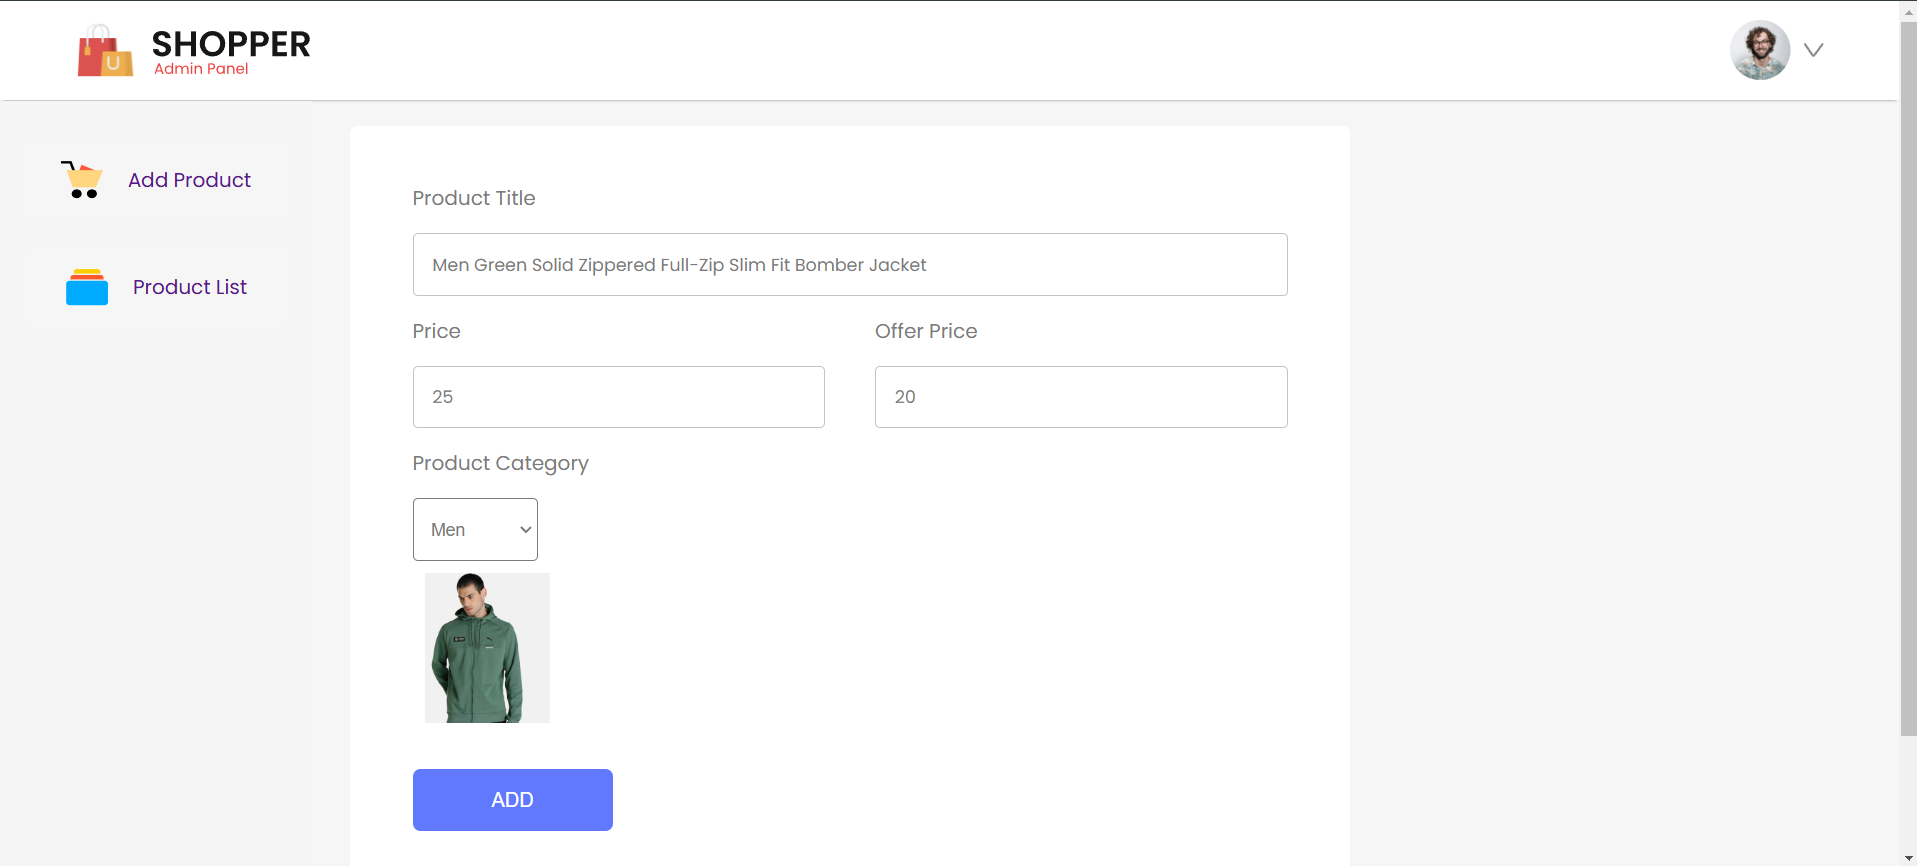 SHOPPER
Admin Panel
U
Add Product
Product List
Product Title
Men Green Solid Zippered Full-Zip Slim Fit Bomber Jacket
Price
Offer Price
25
20
Product Category
Men
ADD